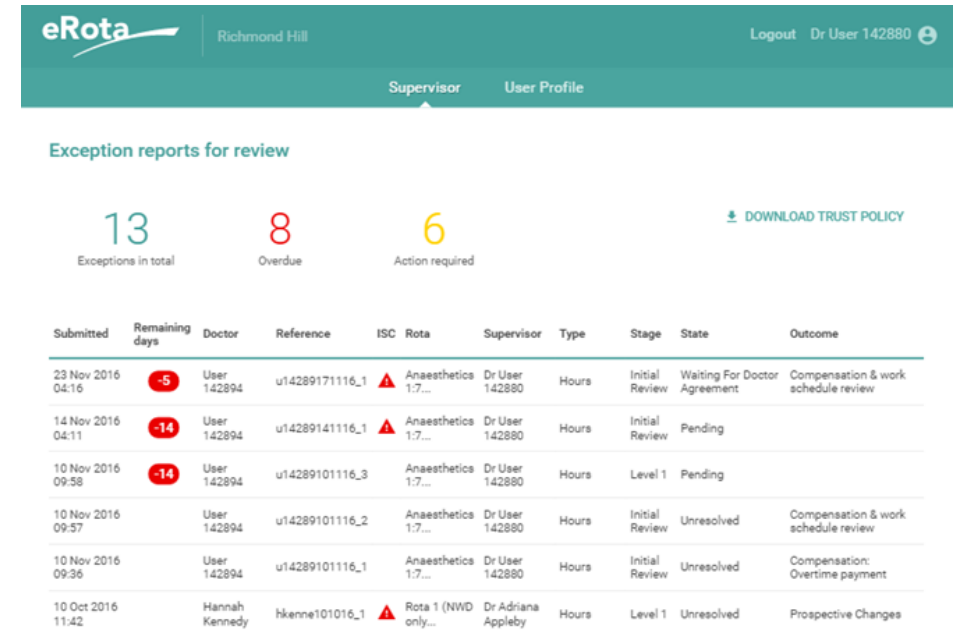 eRota
Richmond Hill
Logout Dr User 142880
Supervisor User Profile
Exception reports for review
13 8 6
Exceptions in total Overdue Action required
DOWNLOAD TRUST POLICY
Submitted Remaining days Doctor Reference ISC Rota Supervisor Type Stage State Outcome
23 Nov 2016 04:16 -5 User 142894 u14289171116_1 Anaesthetics 1:7... Dr User 142880 Hours Initial Review Waiting For Doctor Agreement Compensation & work schedule review
14 Nov 2016 04:11 -14 User 142894 u14289141116_1 Anaesthetics 1:7... Dr User 142880 Hours Initial Review Pending
10 Nov 2016 09:58 -14 User 142894 u14289101116_3 Anaesthetics 1:7... Dr User 142880 Hours Level 1 Pending
10 Nov 2016 09:57 User 142894 u14289101116_2 Anaesthetics 1:7... Dr User 142880 Hours Initial Review Unresolved Compensation & work schedule review
10 Nov 2016 09:36 User 142894 u14289101116_1 Anaesthetics 1:7... Dr User 142880 Hours Initial Review Unresolved Compensation: Overtime payment
10 Oct 2016 11:42 Hannah Kennedy hkenne101016_1 Rota 1 (NWD only... Dr Adriana Appleby Hours Level 1 Unresolved Prospective Changes